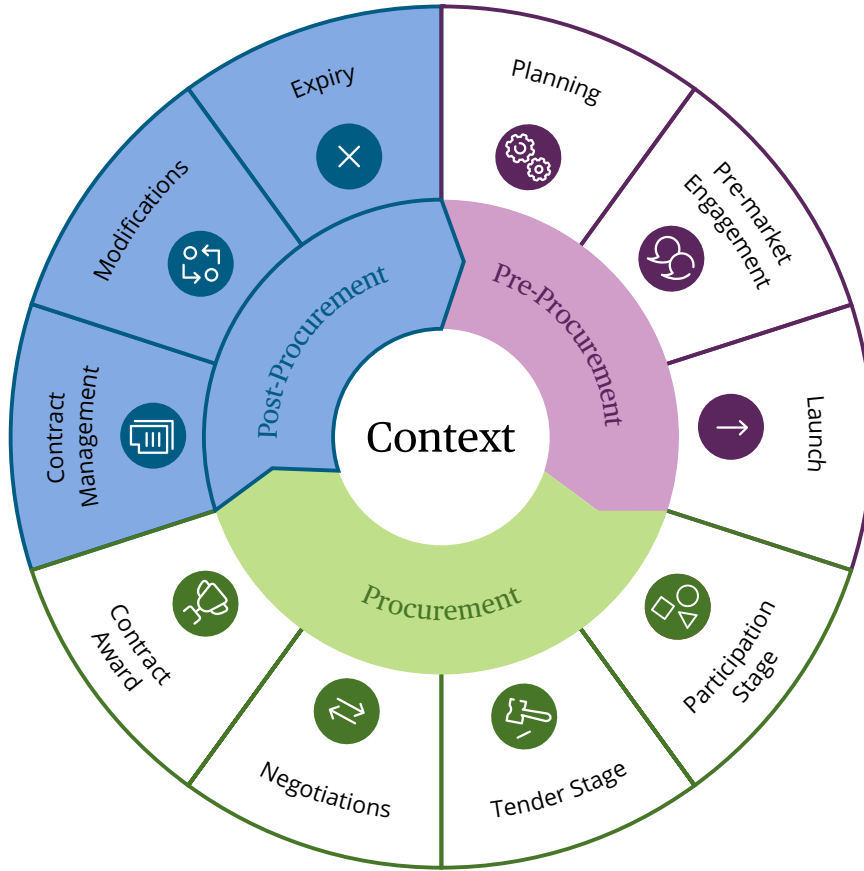 Planning
Pre-market
Engagement
Launch
Participation
Stage
Tender Stage
Negotiations
Contract
Award
Contract
Management
Modifications
Expiry
Pre-Procurement
Procurement
Post-Procurement
Context